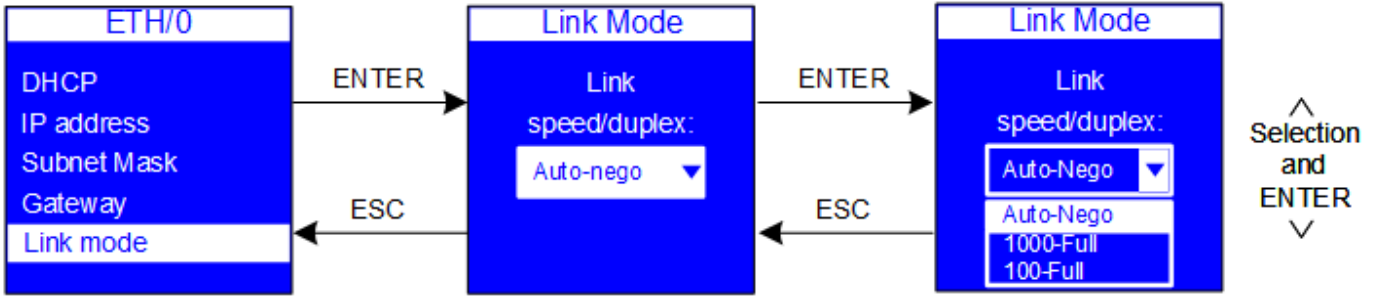 ETH/0
DHCP
IP address
Subnet Mask
Gateway
Link mode
ENTER
ESC
Link Mode
Link
speed/duplex:
Auto-nego
ENTER
ESC
Link Mode
Link
speed/duplex:
Auto-Nego
Auto-Nego
1000-Full
100-Full
Selection
and
ENTER